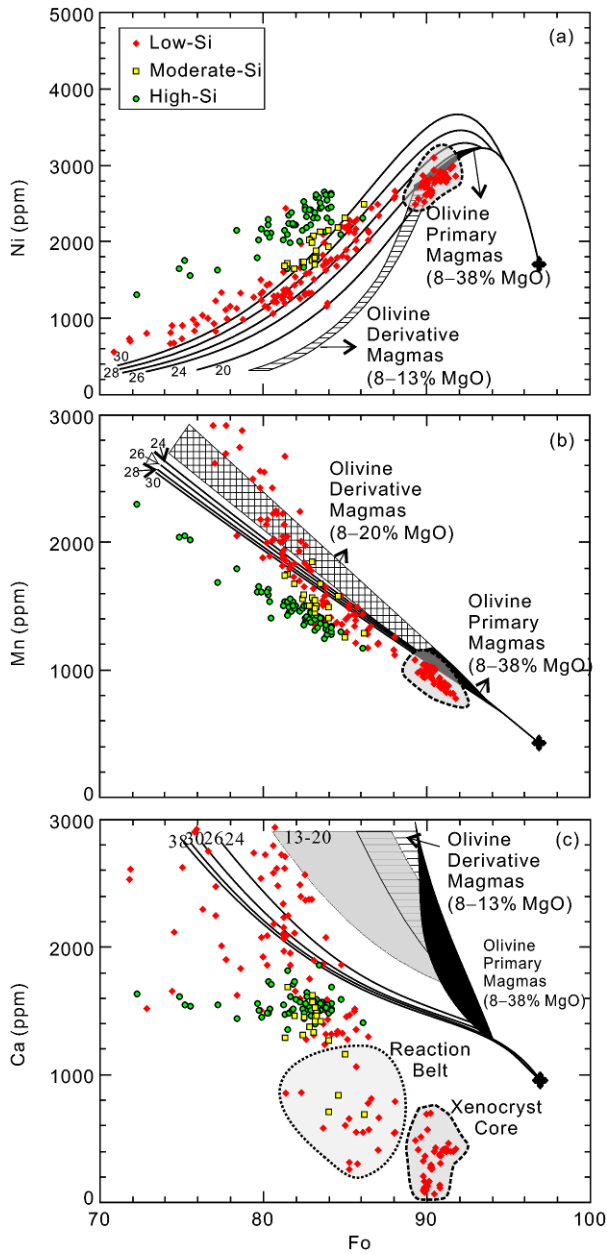 5000
4000
3000
2000
1000
0
Ni (ppm)
(a)
Low-Si
Moderate-Si
High-Si
Olivine
Primary
Magmas
(8–38% MgO)
Olivine
Derivative
Magmas
(8–13% MgO)
30
28
26
24
20
3000
2000
1000
0
Mn (ppm)
(b)
24
26
28
30
Olivine
Derivative
Magmas
(8–20% MgO)
Olivine
Primary
Magmas
(8–38% MgO)
3000
2000
1000
0
Ca (ppm)
(c)
38
30
26
24
13-20
Olivine
Derivative
Magmas
(8–13% MgO)
Olivine
Primary
Magmas
(8–38% MgO)
Reaction
Belt
Xenocryst
Core
70
80
90
100
Fo